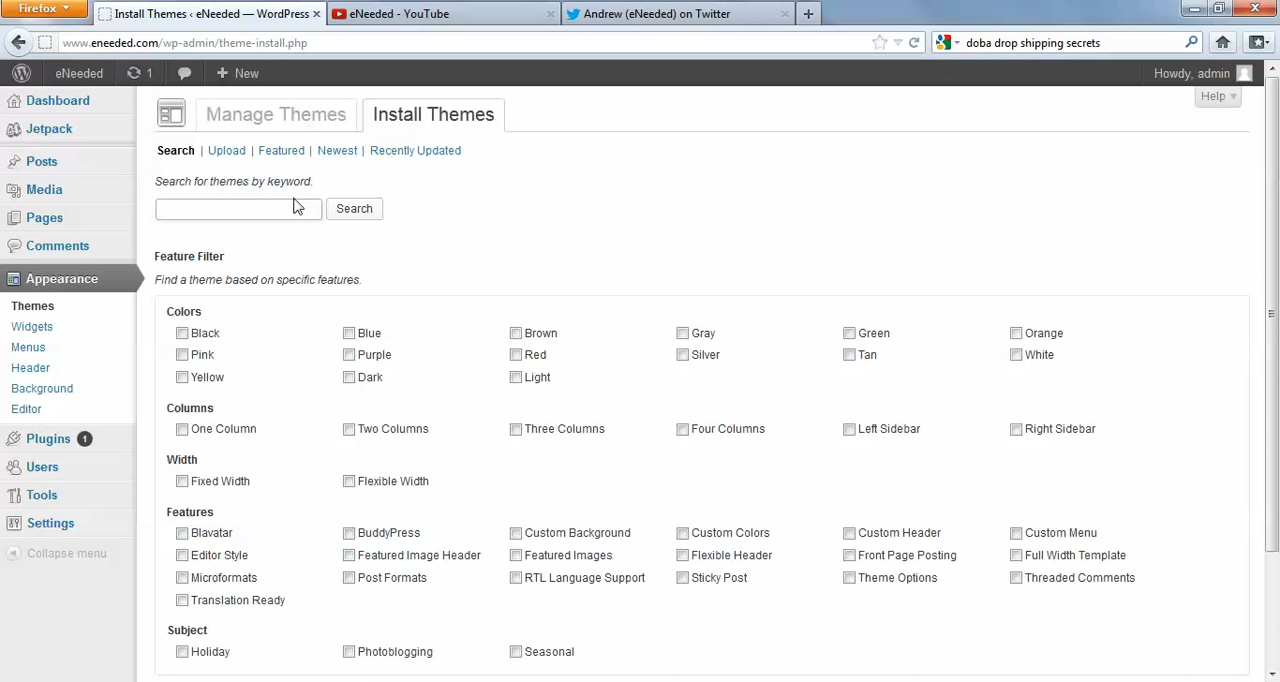 Firefox
Install Themes ‹ eNeeded — WordPress
eNeeded - YouTube
Andrew (eNeeded) on Twitter
www.eneeded.com/wp-admin/theme-install.php
doba drop shipping secrets
eNeeded
1
New
Howdy, admin
Dashboard
Jetpack
Posts
Media
Pages
Comments
Appearance
Themes
Widgets
Menus
Header
Background
Editor
Plugins 1
Users
Tools
Settings
Collapse menu
Help
Manage Themes
Install Themes
Search | Upload | Featured | Newest | Recently Updated
Search for themes by keyword.
Search
Feature Filter
Find a theme based on specific features.
Colors
Black Blue Brown Gray Green Orange
Pink Purple Red Silver Tan White
Yellow Dark Light
Columns
One Column Two Columns Three Columns Four Columns Left Sidebar Right Sidebar
Width
Fixed Width Flexible Width
Features
Blavatar BuddyPress Custom Background Custom Colors Custom Header Custom Menu
Editor Style Featured Image Header Featured Images Flexible Header Front Page Posting Full Width Template
Microformats Post Formats RTL Language Support Sticky Post Theme Options Threaded Comments
Translation Ready
Subject
Holiday Photoblogging Seasonal